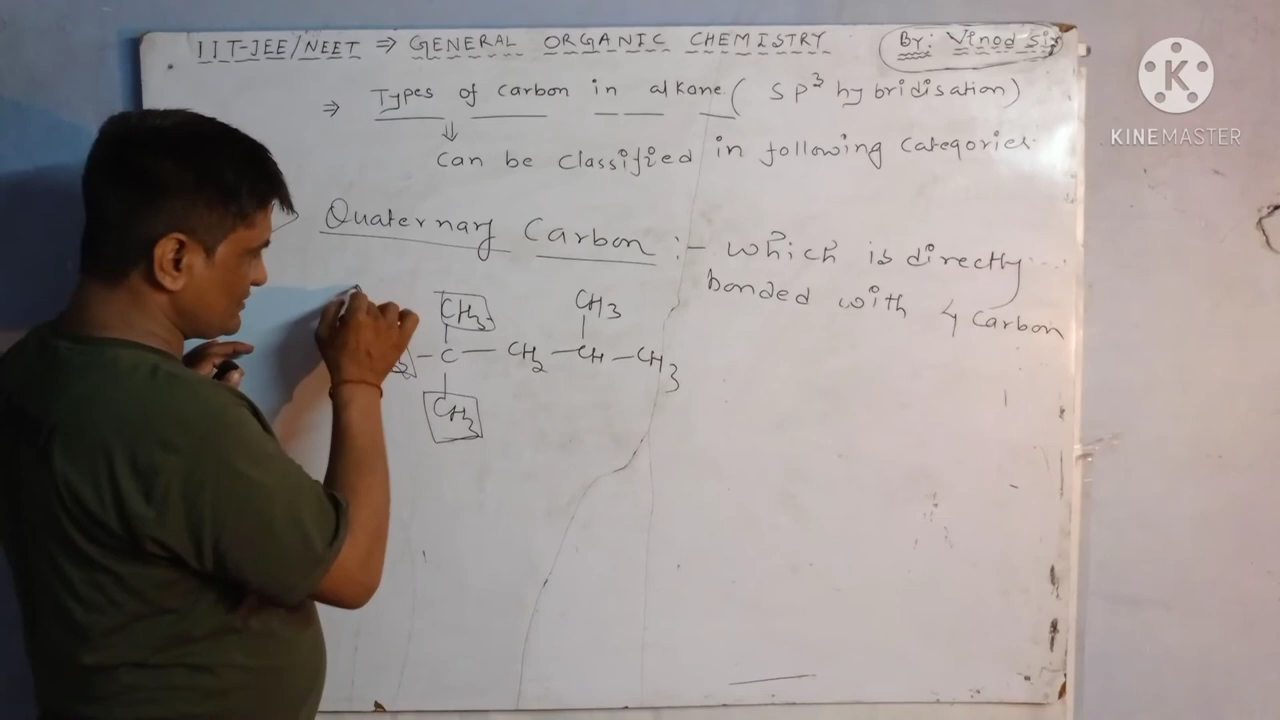 IIT-JEE/NEET ⇒ GENERAL ORGANIC CHEMISTRY By: Vinod Sir
⇒ Types of carbon in alkane ( SP³ hybridisation)
can be classified in following categories.
Quaternary Carbon :- which is directly
bonded with 4 carbon
CH3 CH3
- C - CH2 - CH - CH3
CH3
K
KINEMASTER